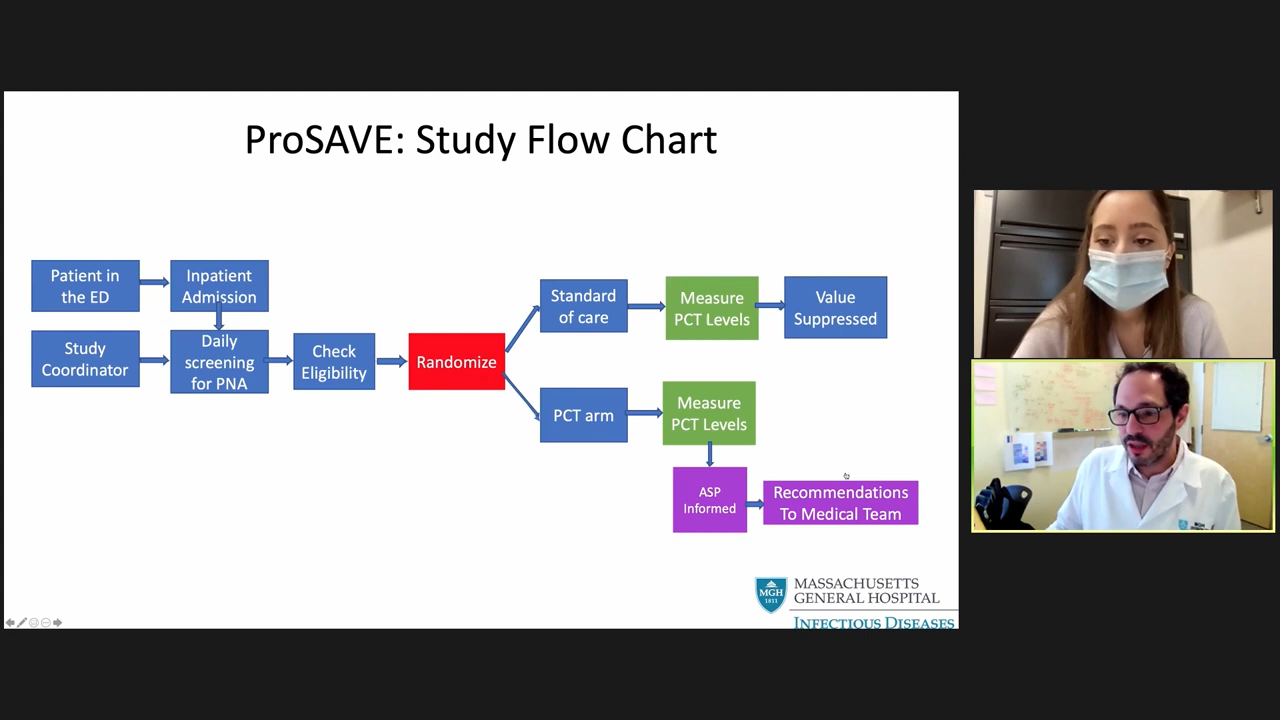 ProSAVE: Study Flow Chart
Patient in
the ED
Inpatient
Admission
Study
Coordinator
Daily
screening
for PNA
Check
Eligibility
Randomize
Standard
of care
Measure
PCT Levels
Value
Suppressed
PCT arm
Measure
PCT Levels
ASP
Informed
Recommendations
To Medical Team
MGH
1811
MASSACHUSETTS
GENERAL HOSPITAL
INFECTIOUS DISEASES